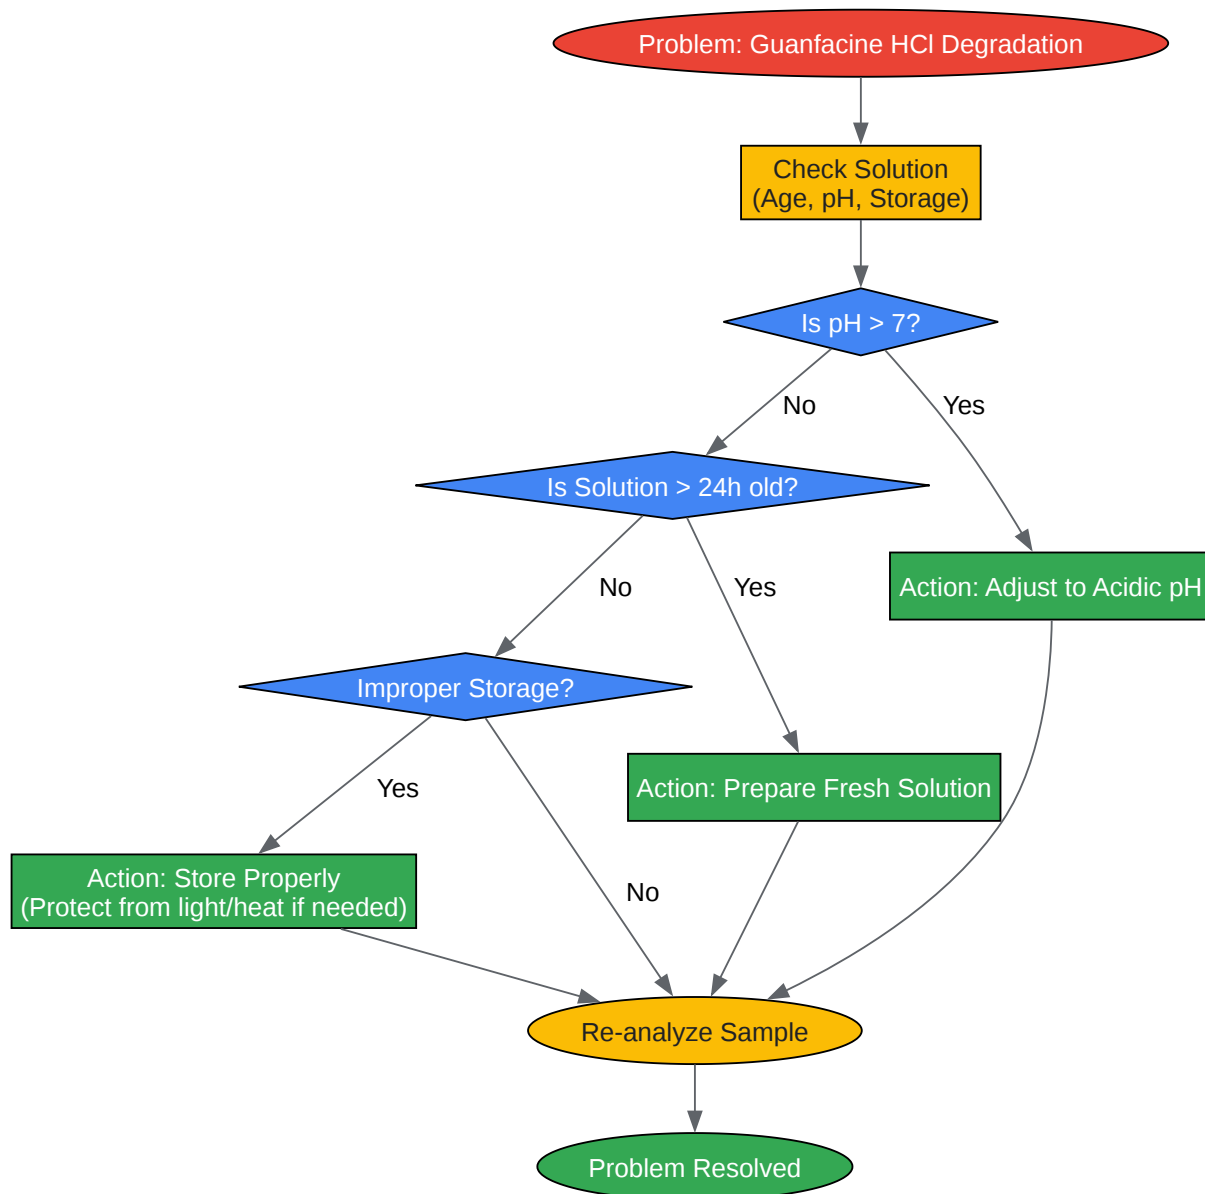 Problem: Guanfacine HCl Degradation
Check Solution
(Age, pH, Storage)
Is pH > 7?
No
Yes
Is Solution > 24h old?
No
Yes
Action: Adjust to Acidic pH
Improper Storage?
Yes
Action: Prepare Fresh Solution
Action: Store Properly
(Protect from light/heat if needed)
No
Re-analyze Sample
Problem Resolved